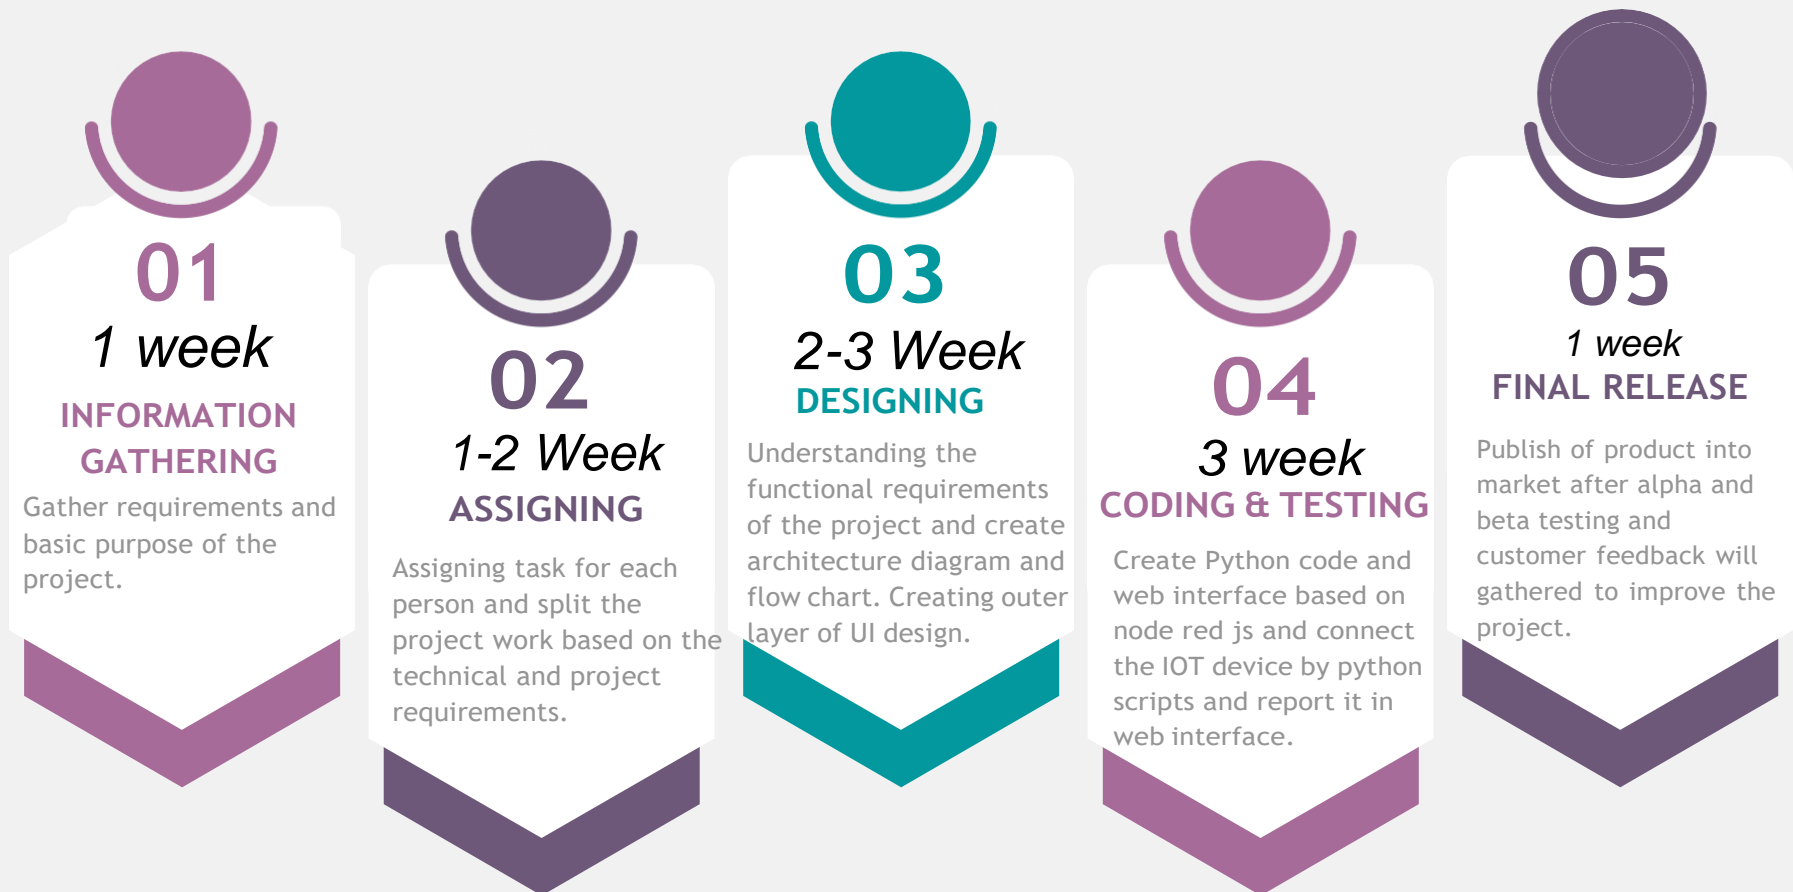 01
1 week
INFORMATION
GATHERING
Gather requirements and
basic purpose of the
project.
02
1-2 Week
ASSIGNING
Assigning task for each
person and split the
project work based on the
technical and project
requirements.
03
2-3 Week
DESIGNING
Understanding the
functional requirements
of the project and create
architecture diagram and
flow chart. Creating outer
layer of UI design.
04
3 week
CODING & TESTING
Create Python code and
web interface based on
node red js and connect
the IOT device by python
scripts and report it in
web interface.
05
1 week
FINAL RELEASE
Publish of product into
market after alpha and
beta testing and
customer feedback will
gathered to improve the
project.